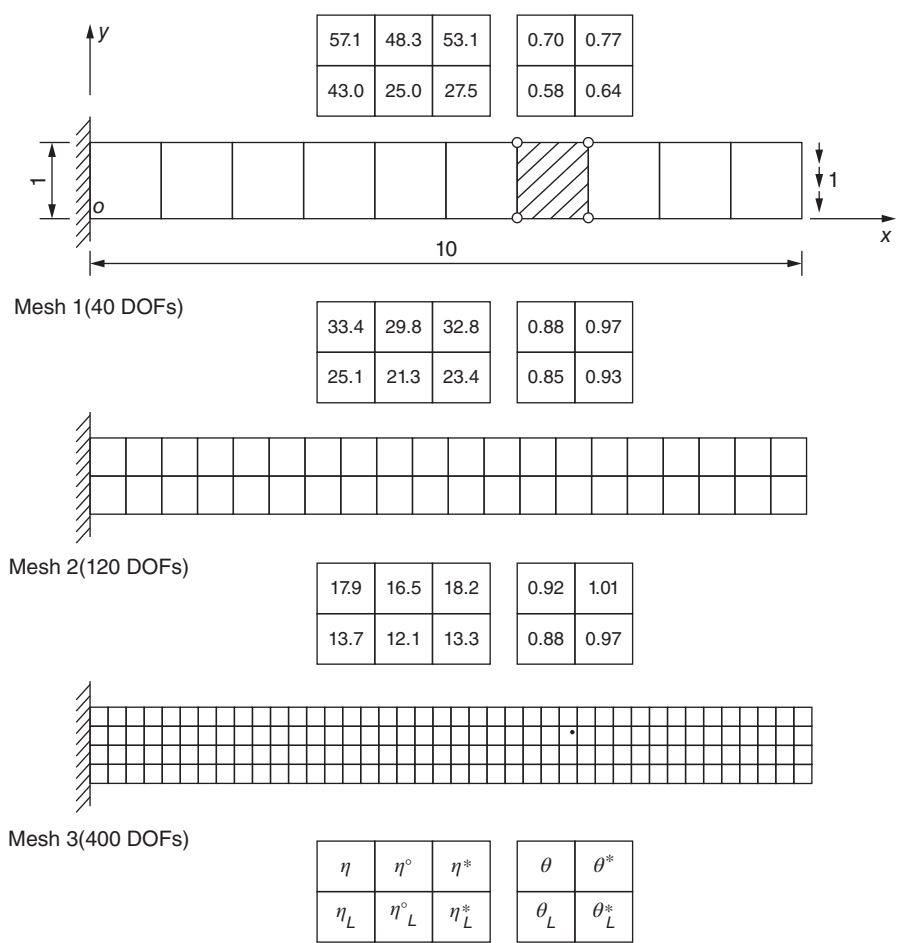 y
57.1 48.3 53.1 0.70 0.77
43.0 25.0 27.5 0.58 0.64
1
1
o
x
10
Mesh 1(40 DOFs)
33.4 29.8 32.8 0.88 0.97
25.1 21.3 23.4 0.85 0.93
Mesh 2(120 DOFs)
17.9 16.5 18.2 0.92 1.01
13.7 12.1 13.3 0.88 0.97
Mesh 3(400 DOFs)
η η° η* θ θ*
η_L η°_L η*_L θ_L θ*_L